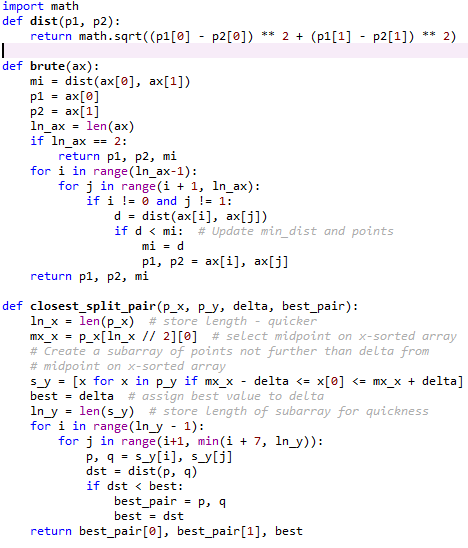 import math
def dist(p1, p2):
    return math.sqrt((p1[0] - p2[0]) ** 2 + (p1[1] - p2[1]) ** 2)

def brute(ax):
    mi = dist(ax[0], ax[1])
    p1 = ax[0]
    p2 = ax[1]
    ln_ax = len(ax)
    if ln_ax == 2:
        return p1, p2, mi
    for i in range(ln_ax-1):
        for j in range(i + 1, ln_ax):
            if i != 0 and j != 1:
                d = dist(ax[i], ax[j])
                if d < mi:  # Update min_dist and points
                    mi = d
                    p1, p2 = ax[i], ax[j]
    return p1, p2, mi

def closest_split_pair(p_x, p_y, delta, best_pair):
    ln_x = len(p_x)  # store length - quicker
    mx_x = p_x[ln_x // 2][0]  # select midpoint on x-sorted array
    # Create a subarray of points not further than delta from
    # midpoint on x-sorted array
    s_y = [x for x in p_y if mx_x - delta <= x[0] <= mx_x + delta]
    best = delta  # assign best value to delta
    ln_y = len(s_y)  # store length of subarray for quickness
    for i in range(ln_y - 1):
        for j in range(i+1, min(i + 7, ln_y)):
            p, q = s_y[i], s_y[j]
            dst = dist(p, q)
            if dst < best:
                best_pair = p, q
                best = dst
    return best_pair[0], best_pair[1], best